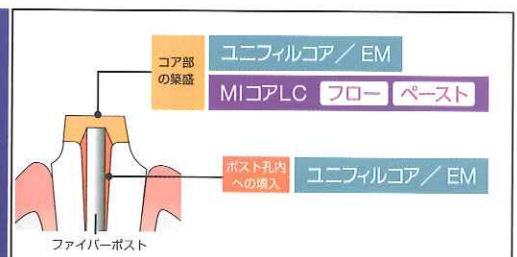 コア部
の築盛
ユニフィルコア／EM
MIコアLC フロー ペースト
ポスト孔内
への填入
ユニフィルコア／EM
ファイバーポスト